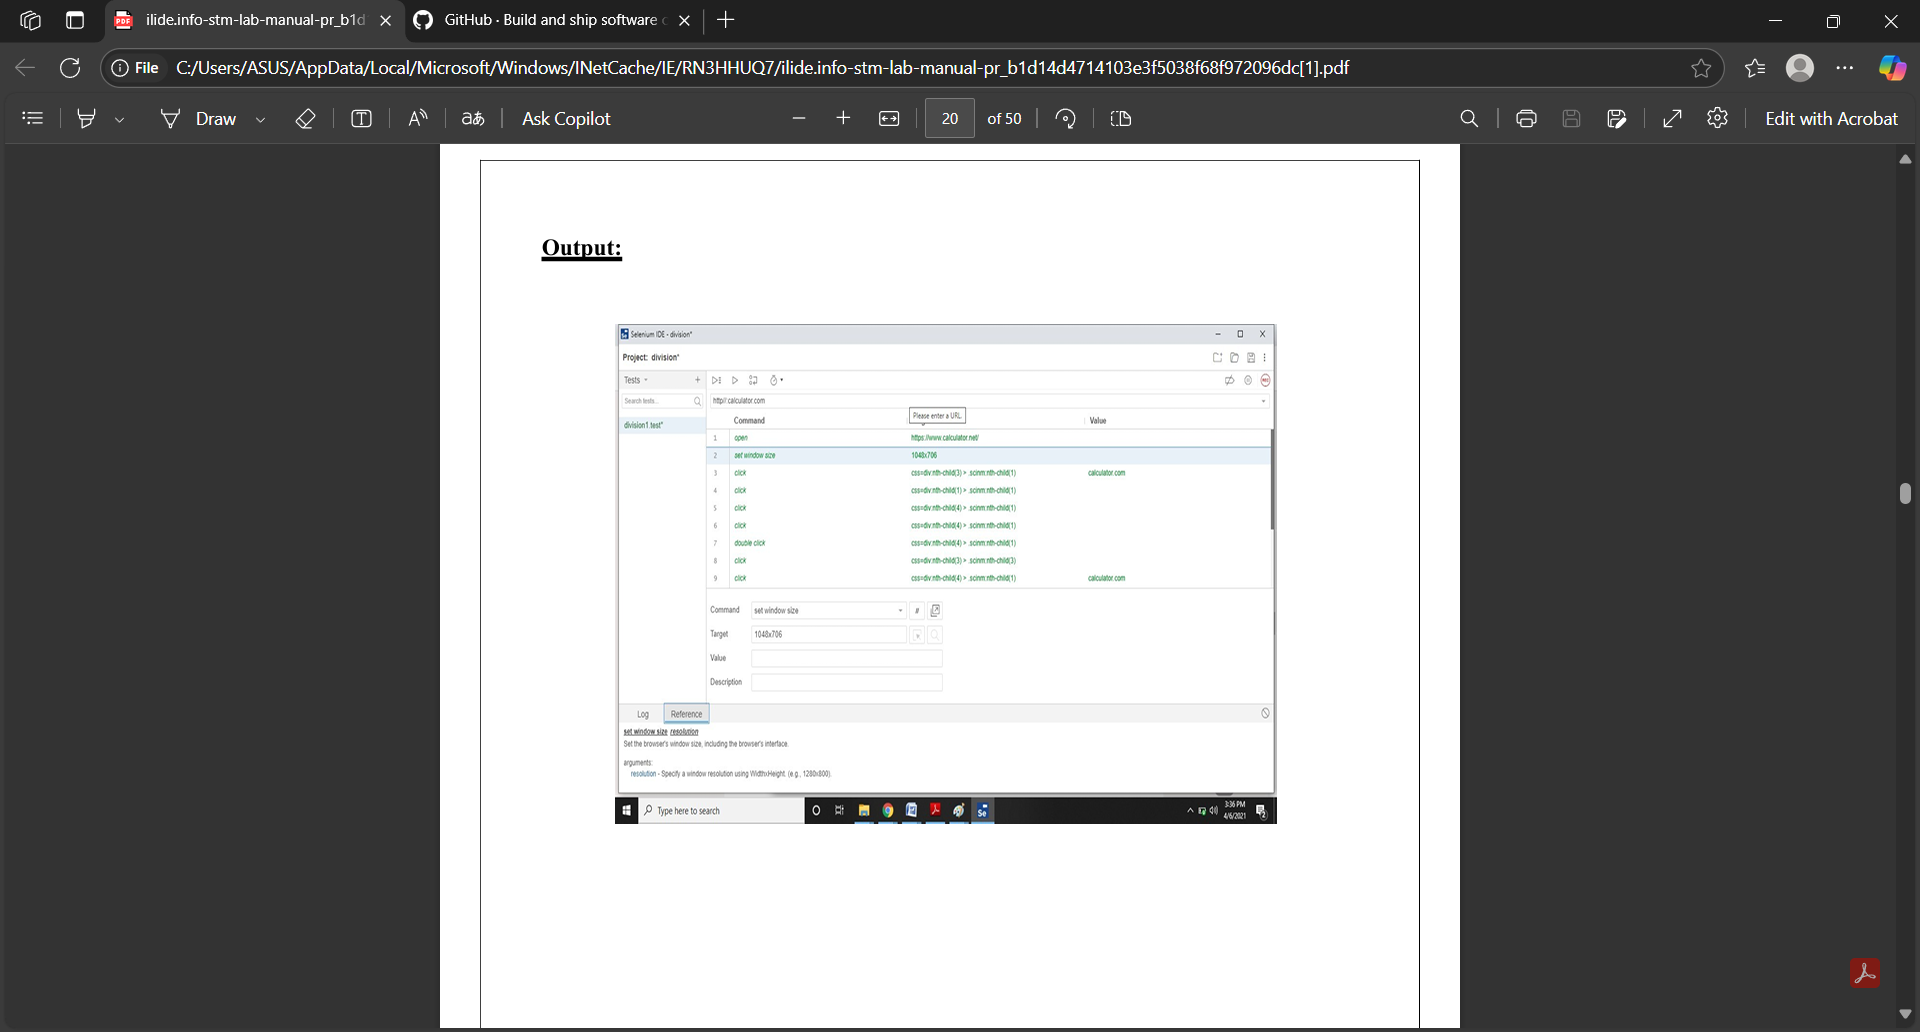 ilide.info-stm-lab-manual-pr_b1d
GitHub · Build and ship software
File
C:/Users/ASUS/AppData/Local/Microsoft/Windows/INetCache/IE/RN3HHUQ7/ilide.info-stm-lab-manual-pr_b1d14d4714103e3f5038f68f972096dc[1].pdf
Draw
Ask Copilot
20 of 50
Edit with Acrobat
Output:
Selenium IDE - division*
Project: division*
Tests
Search tests...
http//:calculator.com
Please enter a URL
Command Value
division1.test*
1 open https://www.calculator.net/
2 set window size 1048x706
3 click css=div:nth-child(3) > .scinm:nth-child(1) calculator.com
4 click css=div:nth-child(1) > .scinm:nth-child(1)
5 click css=div:nth-child(4) > .scinm:nth-child(1)
6 click css=div:nth-child(4) > .scinm:nth-child(1)
7 double click css=div:nth-child(4) > .scinm:nth-child(1)
8 click css=div:nth-child(3) > .scinm:nth-child(3)
9 click css=div:nth-child(4) > .scinm:nth-child(1) calculator.com
Command set window size //
Target 1048x706
Value
Description
Log Reference
set window size resolution
Set the browser's window size, including the browser's interface.
arguments:
resolution - Specify a window resolution using WidthxHeight. (e.g., 1280x800).
Type here to search
Se
3:36 PM
4/6/2021
2